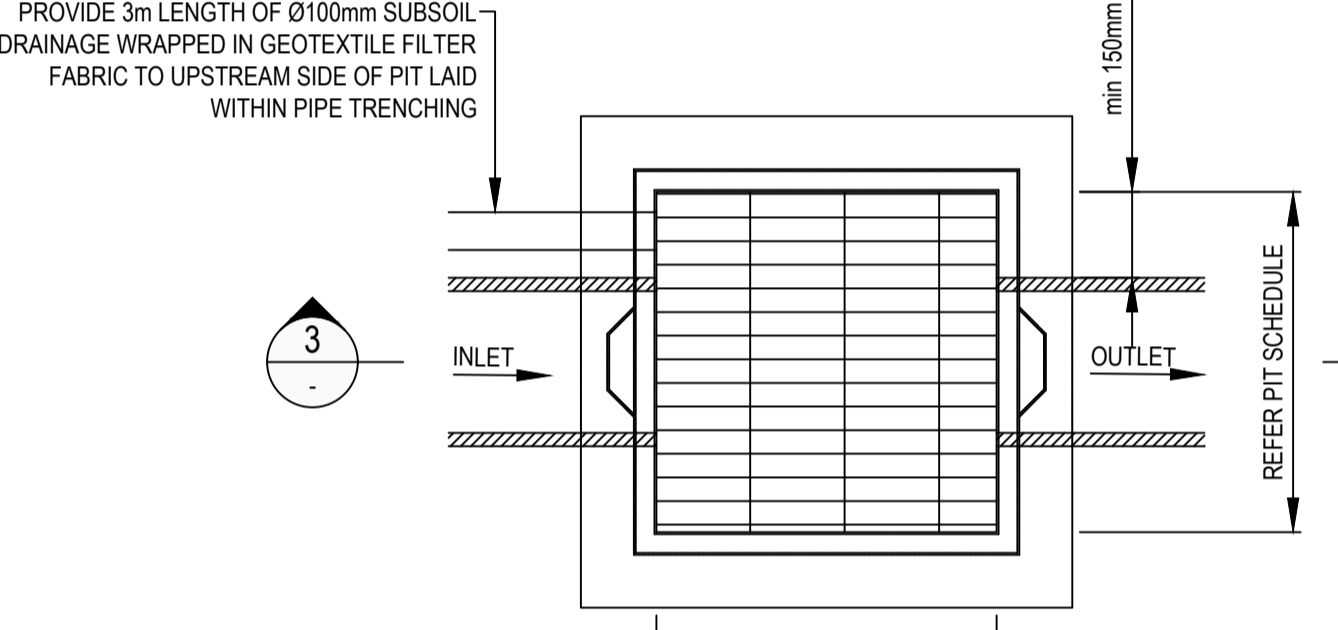 PROVIDE 3m LENGTH OF Ø100mm SUBSOIL
DRAINAGE WRAPPED IN GEOTEXTILE FILTER
FABRIC TO UPSTREAM SIDE OF PIT LAID
WITHIN PIPE TRENCHING
min 150mm
3
-
INLET
OUTLET
REFER PIT SCHEDULE